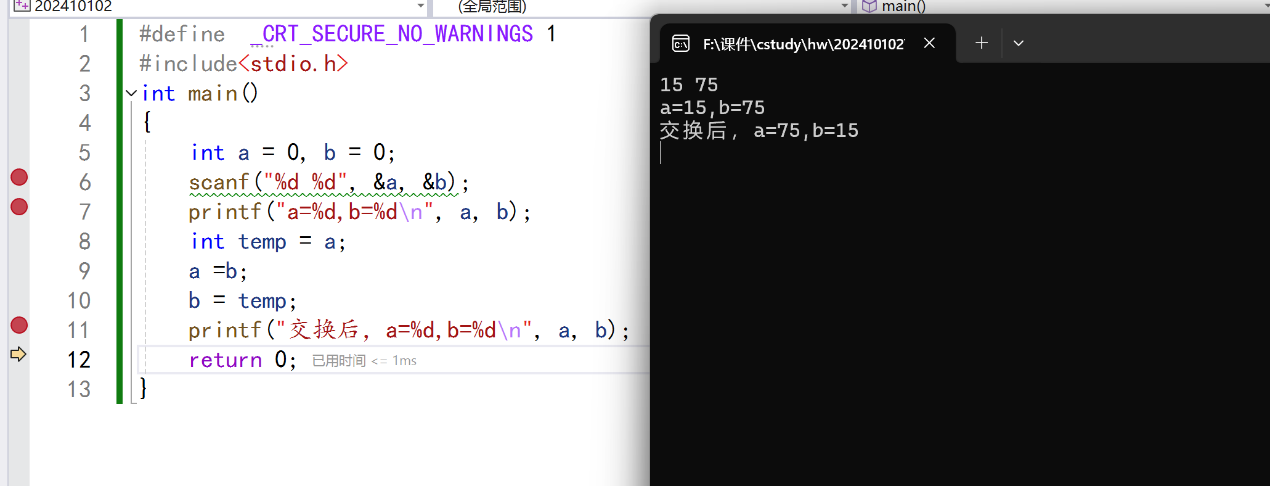 202410102
(全局范围)
main()
1 #define _CRT_SECURE_NO_WARNINGS 1
2 #include<stdio.h>
3 int main()
4 {
5 int a = 0, b = 0;
6 scanf("%d %d", &a, &b);
7 printf("a=%d,b=%d\n", a, b);
8 int temp = a;
9 a =b;
10 b = temp;
11 printf("交换后, a=%d,b=%d\n", a, b);
12 return 0; 已用时间 <= 1ms
13 }
F:\课件\cstudy\hw\202410102
15 75
a=15,b=75
交换后, a=75,b=15